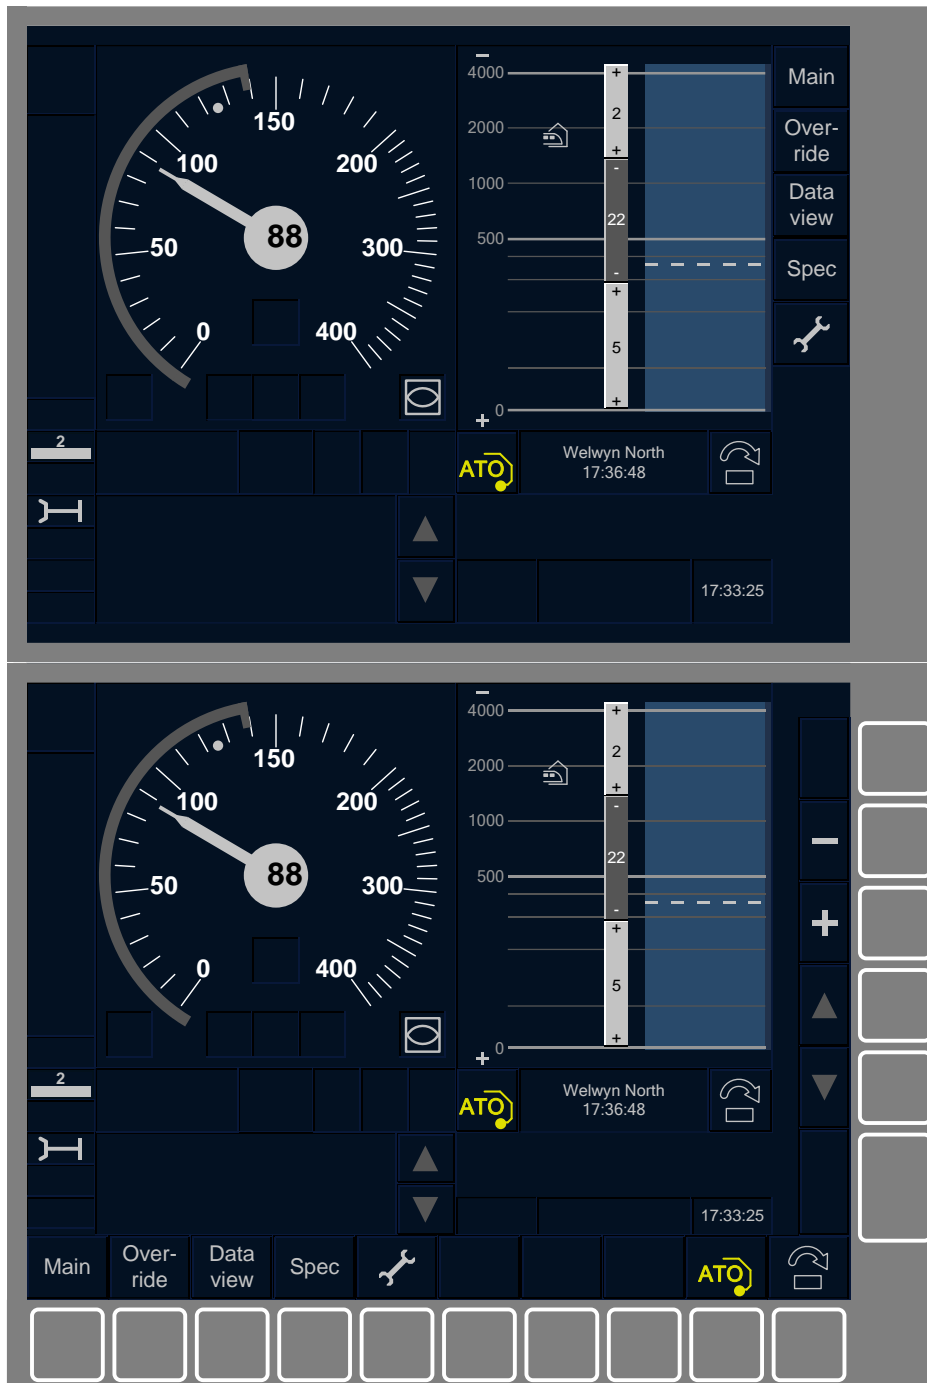 4000
+
Main
150
2
100
200
2000
+
Over-
ride
1000
-
Data
view
50
88
300
500
22
-
Spec
+
0
400
5
+
0
2
ATO
Welwyn North
17:36:48
17:33:25
4000
+
150
2
100
200
2000
+
1000
-
50
88
300
500
22
-
+
0
400
5
+
0
2
ATO
Welwyn North
17:36:48
17:33:25
Main
Over-
ride
Data
view
Spec
ATO